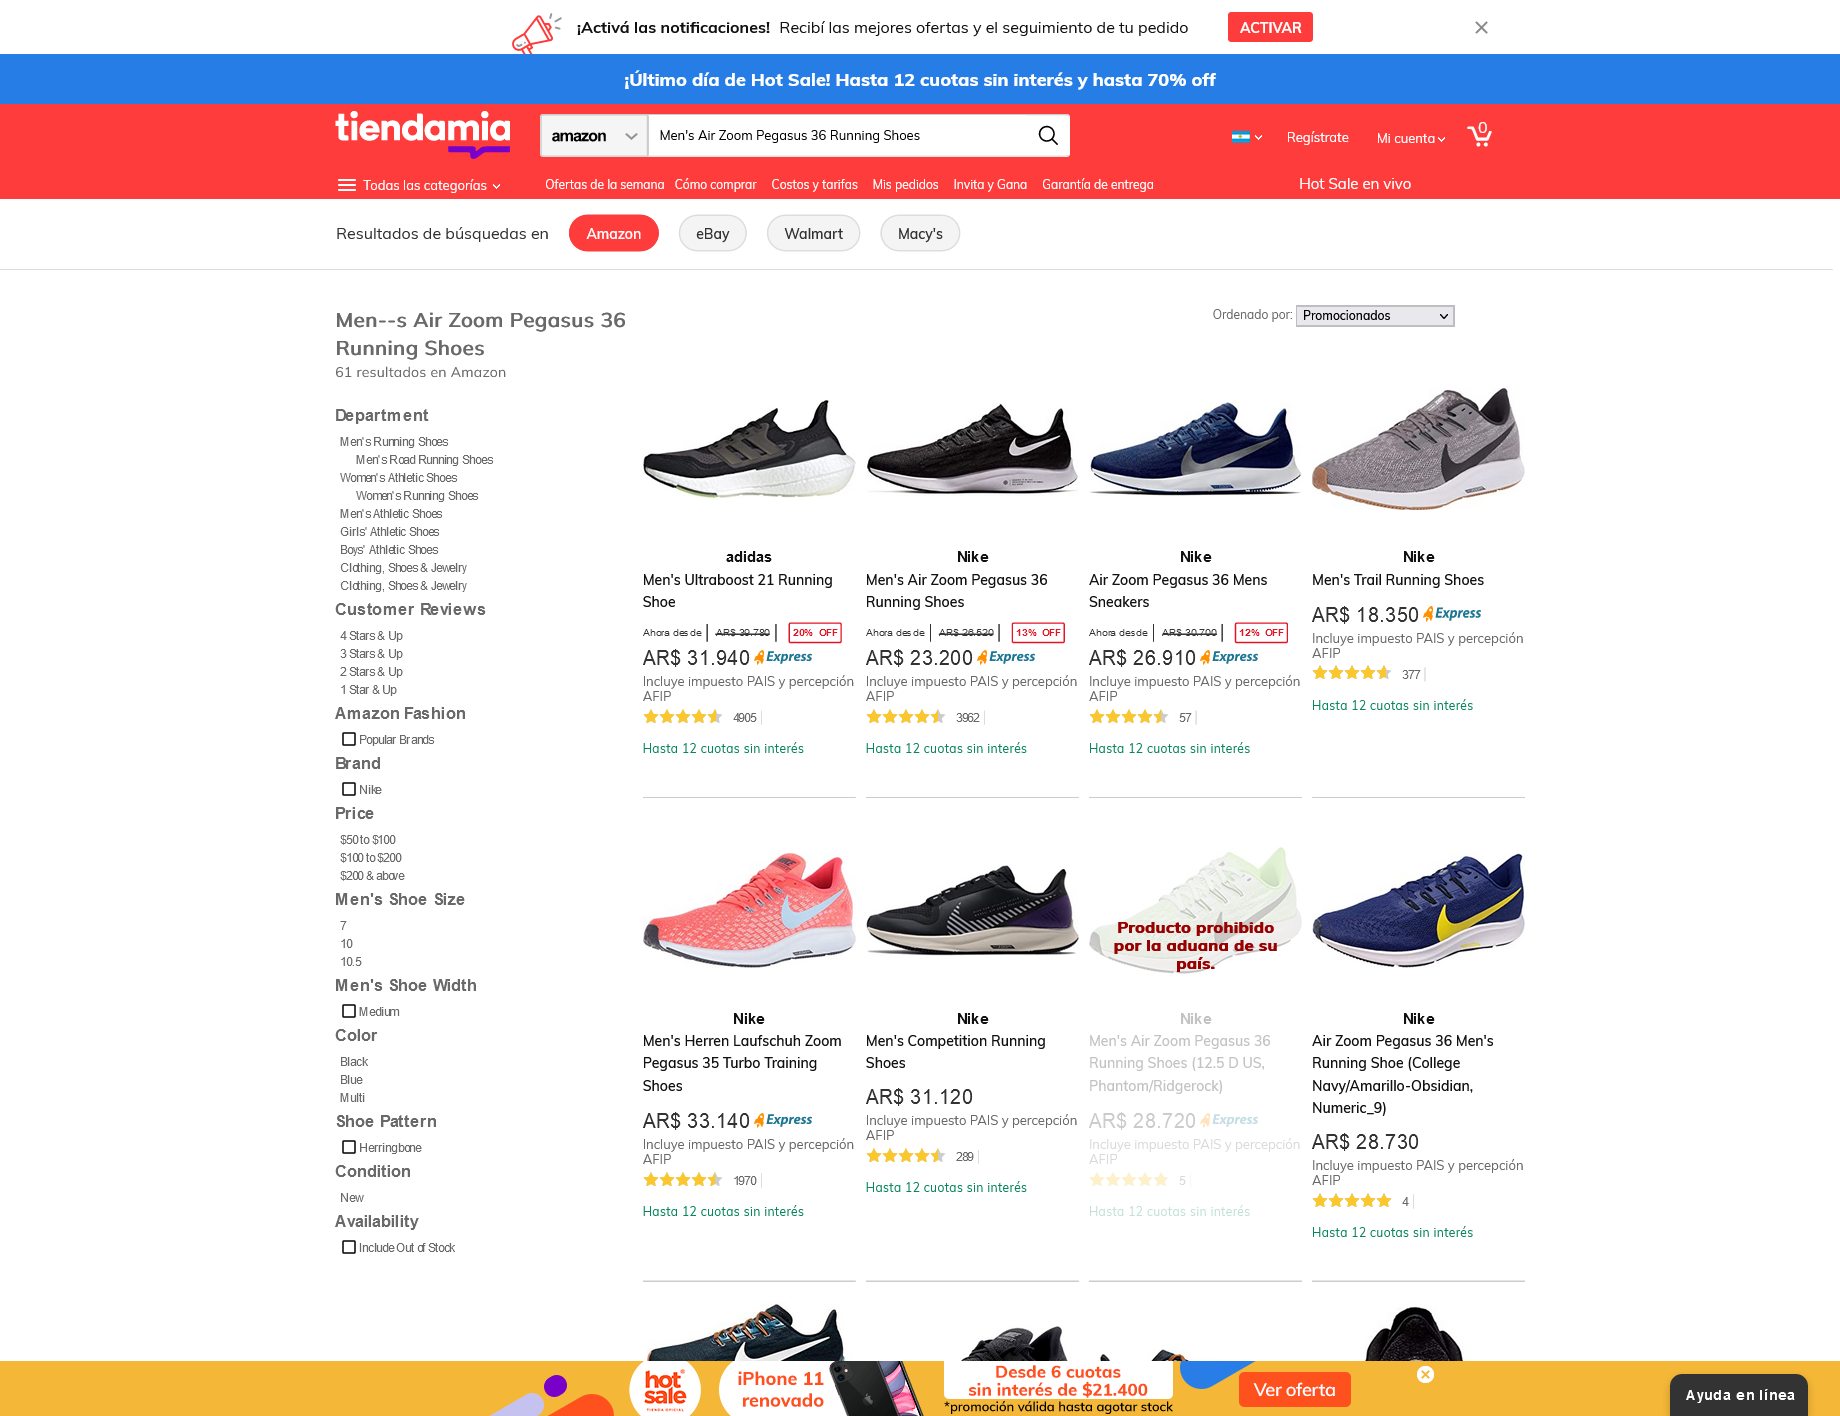 ¡Activá las notificaciones! Recibí las mejores ofertas y el seguimiento de tu pedido
ACTIVAR
¡Último día de Hot Sale! Hasta 12 cuotas sin interés y hasta 70% off
tiendamia
amazon
Men's Air Zoom Pegasus 36 Running Shoes
Regístrate
Mi cuenta
0
Todas las categorías
Ofertas de la semana
Cómo comprar
Costos y tarifas
Mis pedidos
Invita y Gana
Garantía de entrega
Hot Sale en vivo
Resultados de búsquedas en
Amazon
eBay
Walmart
Macy's
Men--s Air Zoom Pegasus 36
Running Shoes
61 resultados en Amazon
Ordenado por: Promocionados
Department
Men's Running Shoes
Men's Road Running Shoes
Women's Athletic Shoes
Women's Running Shoes
Men's Athletic Shoes
Girls' Athletic Shoes
Boys' Athletic Shoes
Clothing, Shoes & Jewelry
Clothing, Shoes & Jewelry
Customer Reviews
4 Stars & Up
3 Stars & Up
2 Stars & Up
1 Star & Up
Amazon Fashion
Popular Brands
Brand
Nike
Price
$50 to $100
$100 to $200
$200 & above
Men's Shoe Size
7
10
10.5
Men's Shoe Width
Medium
Color
Black
Blue
Multi
Shoe Pattern
Herringbone
Condition
New
Availability
Include Out of Stock
adidas
Men's Ultraboost 21 Running
Shoe
Ahora desde | ARS 39.780 | 20% OFF
AR$ 31.940 Express
Incluye impuesto PAIS y percepción
AFIP
4905
Hasta 12 cuotas sin interés
Nike
Men's Air Zoom Pegasus 36
Running Shoes
Ahora desde | ARS 26.520 | 13% OFF
AR$ 23.200 Express
Incluye impuesto PAIS y percepción
AFIP
3962
Hasta 12 cuotas sin interés
Nike
Air Zoom Pegasus 36 Mens
Sneakers
Ahora desde | ARS 30.700 | 12% OFF
AR$ 26.910 Express
Incluye impuesto PAIS y percepción
AFIP
57
Hasta 12 cuotas sin interés
Nike
Men's Trail Running Shoes
AR$ 18.350 Express
Incluye impuesto PAIS y percepción
AFIP
377
Hasta 12 cuotas sin interés
Nike
Men's Herren Laufschuh Zoom
Pegasus 35 Turbo Training
Shoes
AR$ 33.140 Express
Incluye impuesto PAIS y percepción
AFIP
1970
Hasta 12 cuotas sin interés
Nike
Men's Competition Running
Shoes
AR$ 31.120
Incluye impuesto PAIS y percepción
AFIP
289
Hasta 12 cuotas sin interés
Producto prohibido
por la aduana de su
país.
Nike
Men's Air Zoom Pegasus 36
Running Shoes (12.5 D US,
Phantom/Ridgerock)
AR$ 28.720 Express
Incluye impuesto PAIS y percepción
AFIP
5
Hasta 12 cuotas sin interés
Nike
Air Zoom Pegasus 36 Men's
Running Shoe (College
Navy/Amarillo-Obsidian,
Numeric_9)
AR$ 28.730
Incluye impuesto PAIS y percepción
AFIP
4
Hasta 12 cuotas sin interés
hot
sale
TIENDA OFICIAL
iPhone 11
renovado
Desde 6 cuotas
sin interés de $21.400
*promoción válida hasta agotar stock
Ver oferta
Ayuda en línea